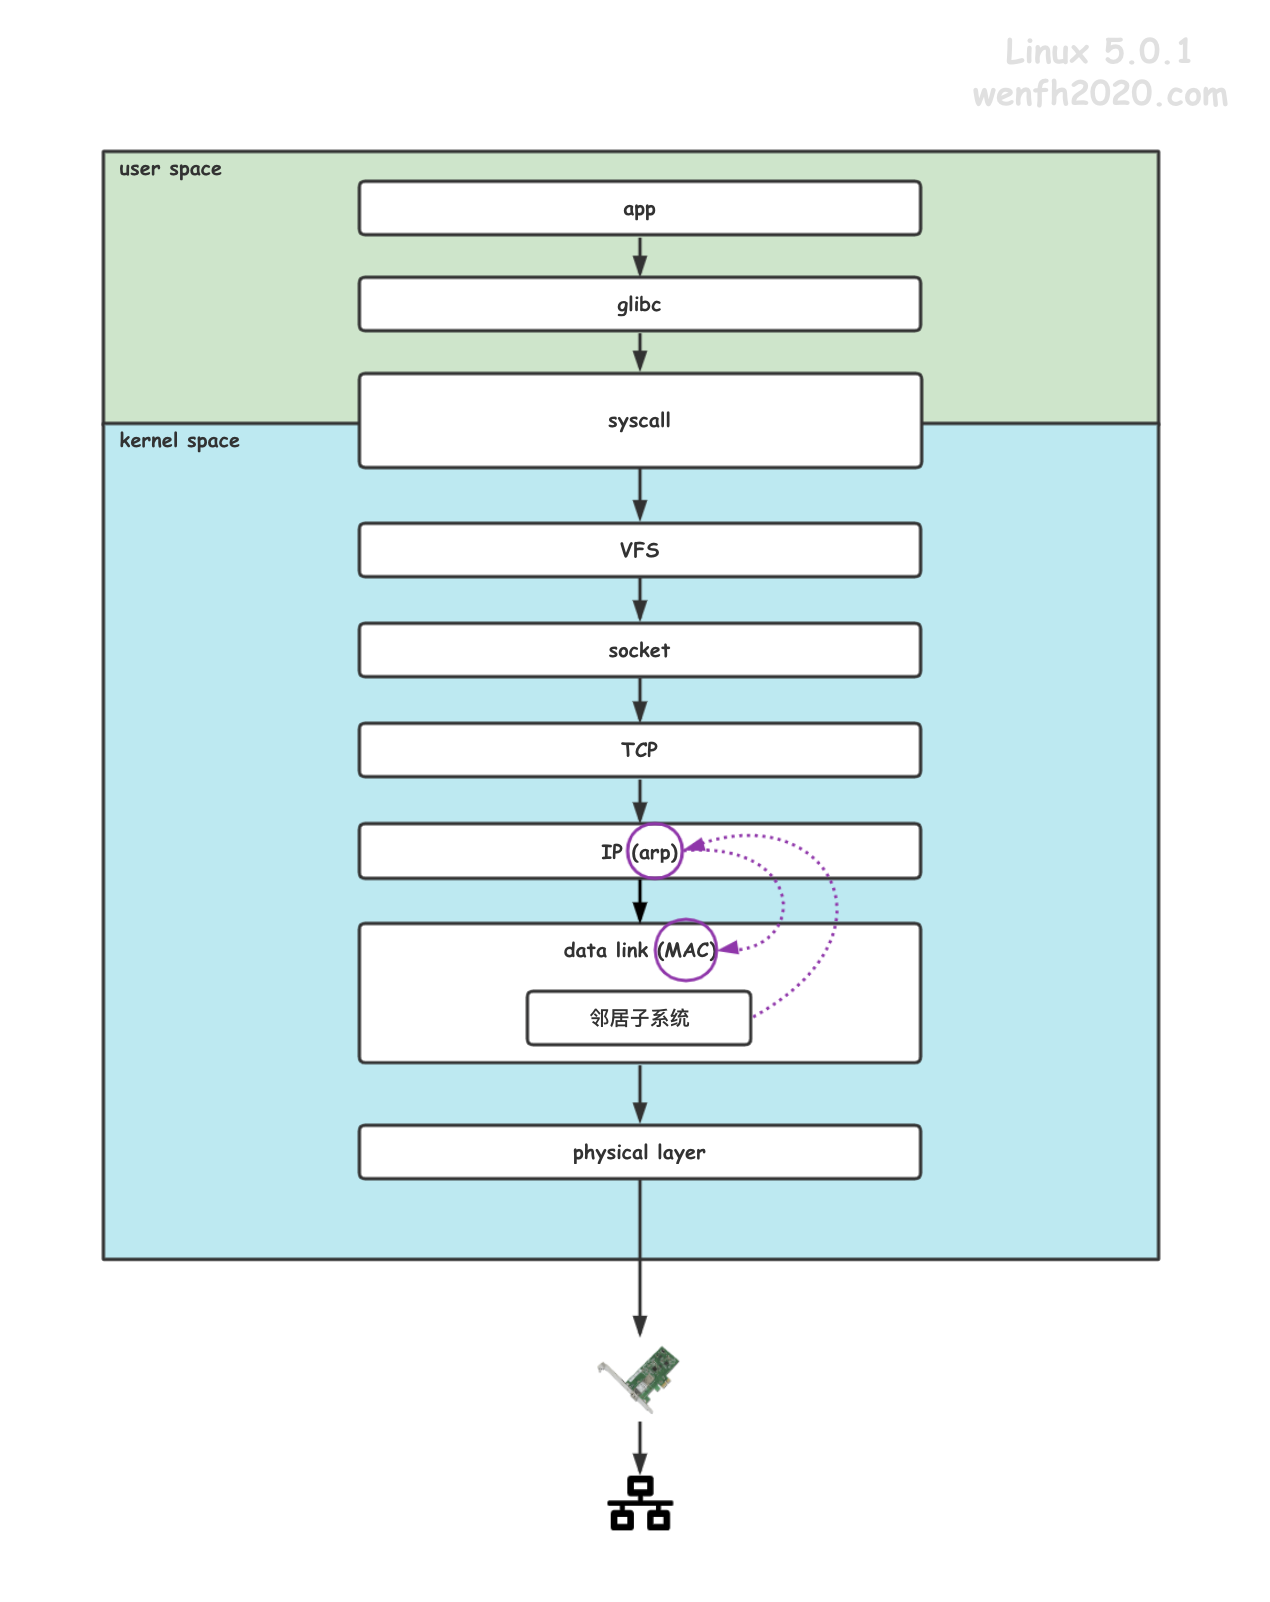 Linux 5.0.1
wenfh2020.com
user space
app
glibc
syscall
kernel space
VFS
socket
TCP
IP (arp)
data link (MAC)
邻居子系统
physical layer